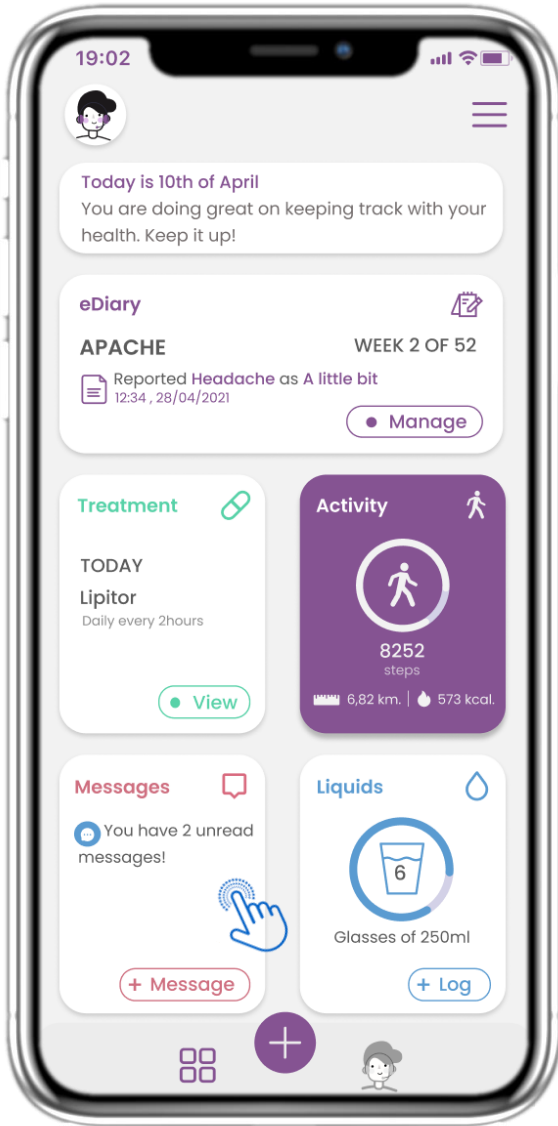 19:02
Today is 10th of April
You are doing great on keeping track with your
health. Keep it up!
eDiary
APACHE
WEEK 2 OF 52
Reported Headache as A little bit
12:34 , 28/04/2021
Manage
Treatment
TODAY
Lipitor
Daily every 2hours
View
Activity
8252
steps
6,82 km. | 573 kcal.
Messages
You have 2 unread
messages!
+ Message
Liquids
6
Glasses of 250ml
+ Log